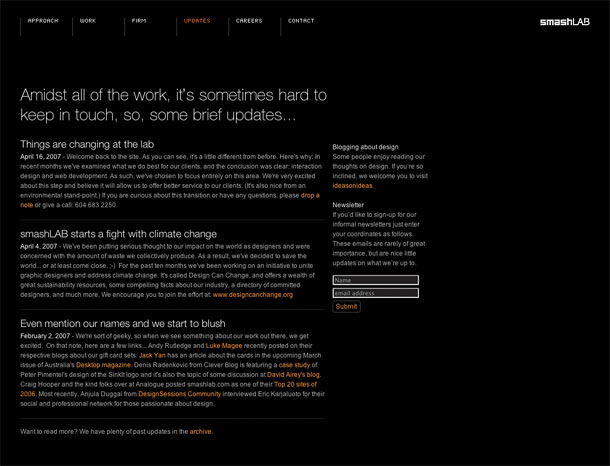 APPROACH WORK FIRM UPDATES CAREERS CONTACT smashLAB
Amidst all of the work, it's sometimes hard to
keep in touch, so, some brief updates...
Things are changing at the lab
April 16, 2007 - Welcome back to the site. As you can see, it's a little different from before. Here's why: In
recent months we've examined what we do best for our clients, and the conclusion was clear: interaction
design and web development. As such, we've chosen to focus entirely on this area. We're very excited
about this step and believe it will allow us to offer better service to our clients. (It's also nice from an
environmental stand-point.) If you are curious about this transition or have any questions, please drop a
note or give a call: 604 683 2250.
smashLAB starts a fight with climate change
April 4, 2007 - We've been putting serious thought to our impact on the world as designers and were
concerned with the amount of waste we collectively produce. As a result, we've decided to save the
world... or at least come close. ;-) For the past ten months we've been working on an initiative to unite
graphic designers and address climate change. It's called Design Can Change, and offers a wealth of
great sustainability resources, some compelling facts about our industry, a directory of committed
designers, and much more. We encourage you to join the effort at: www.designcanchange.org
Even mention our names and we start to blush
February 2, 2007 - We're sort of geeky, so when we see something about our work out there, we get
excited. On that note, here are a few links... Andy Rutledge and Luke Magee recently posted on their
respective blogs about our gift card sets. Jack Yan has an article about the cards in the upcoming March
issue of Australia's Desktop magazine. Denis Radenkovic from Clever Blog is featuring a case study of
Peter Pimentel's design of the SinkIt logo and it's also the topic of some discussion at David Airey's blog.
Craig Hooper and the kind folks over at Analogue posted smashlab.com as one of their Top 20 sites of
2006. Most recently, Anjula Duggal from DesignSessions Community interviewed Eric Karjaluoto for their
social and professional network for those passionate about design.
Want to read more? We have plenty of past updates in the archive.
Blogging about design
Some people enjoy reading our
thoughts on design. If you're so
inclined, we welcome you to visit
ideasonideas.
Newsletter
If you'd like to sign-up for our
informal newsletters just enter
your coordinates as follows.
These emails are rarely of great
importance, but are nice little
updates on what we're up to.
Name
email address
Submit